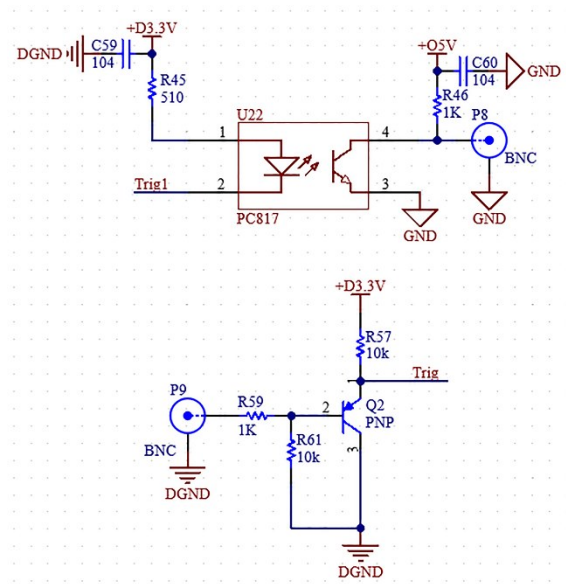 +D3.3V
DGND
C59
104
R45
510
+O5V
C60
104
GND
R46
1K
P8
BNC
GND
U22
1
2
4
3
Trig1
PC817
GND
+D3.3V
R57
10k
Trig
P9
BNC
DGND
R59
1K
2
Q2
PNP
R61
10k
3
DGND